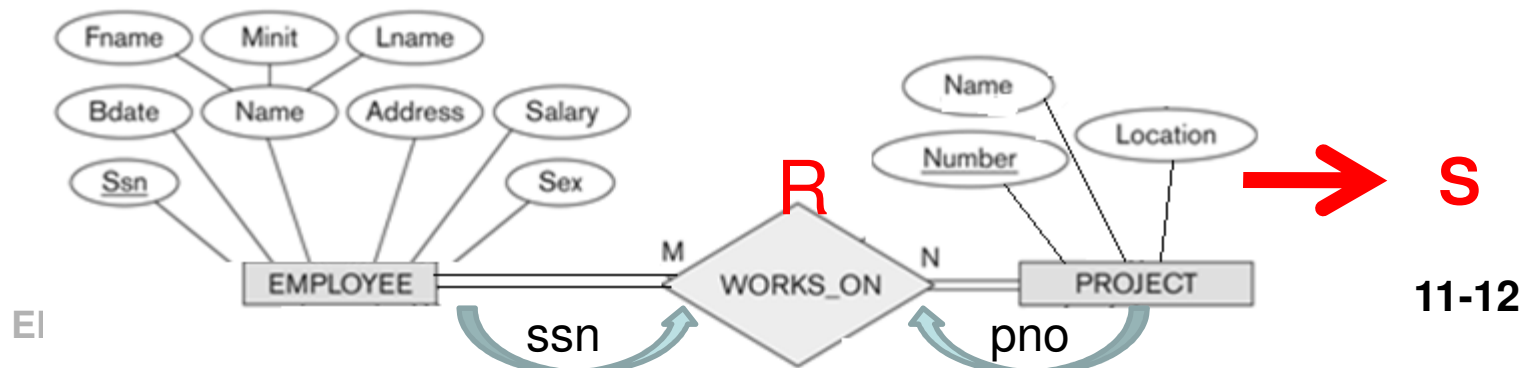 Fname Minit Lname
Name
Bdate Name Address Salary
Location
Number
R
S
Ssn
Sex
M
N
EMPLOYEE
WORKS_ON
PROJECT
11-12
ssn
pno